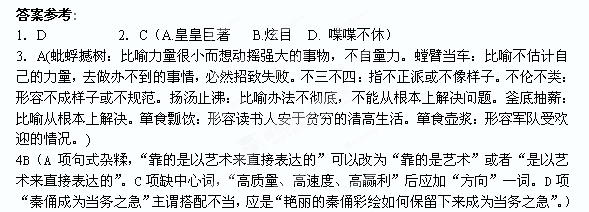 答案参考：
1．D 2．C（A.皇皇巨著 B.炫目 D. 喋喋不休）
3．A(蚍蜉撼树：比喻力量很小而想动摇强大的事物，不自量力。螳臂当车：比喻不估计自
己的力量，去做办不到的事情，必然招致失败。不三不四：指不正派或不像样子。不伦不类：
形容不成样子或不规范。扬汤止沸：比喻办法不彻底，不能从根本上解决问题。釜底抽薪：
比喻从根本上解决。箪食瓢饮：形容读书人安于贫穷的清高生活。箪食壶浆：形容军队受欢
迎的情况。)
4B（A 项句式杂糅，“靠的是以艺术来直接表达的”可以改为“靠的是艺术”或者“是以艺
术来直接表达的”。C 项缺中心词，“高质量、高速度、高赢利”后应加“方向”一词。D 项
“秦俑成为当务之急”主谓搭配不当，应是“艳丽的秦俑彩绘如何保留下来成为当务之急”。）